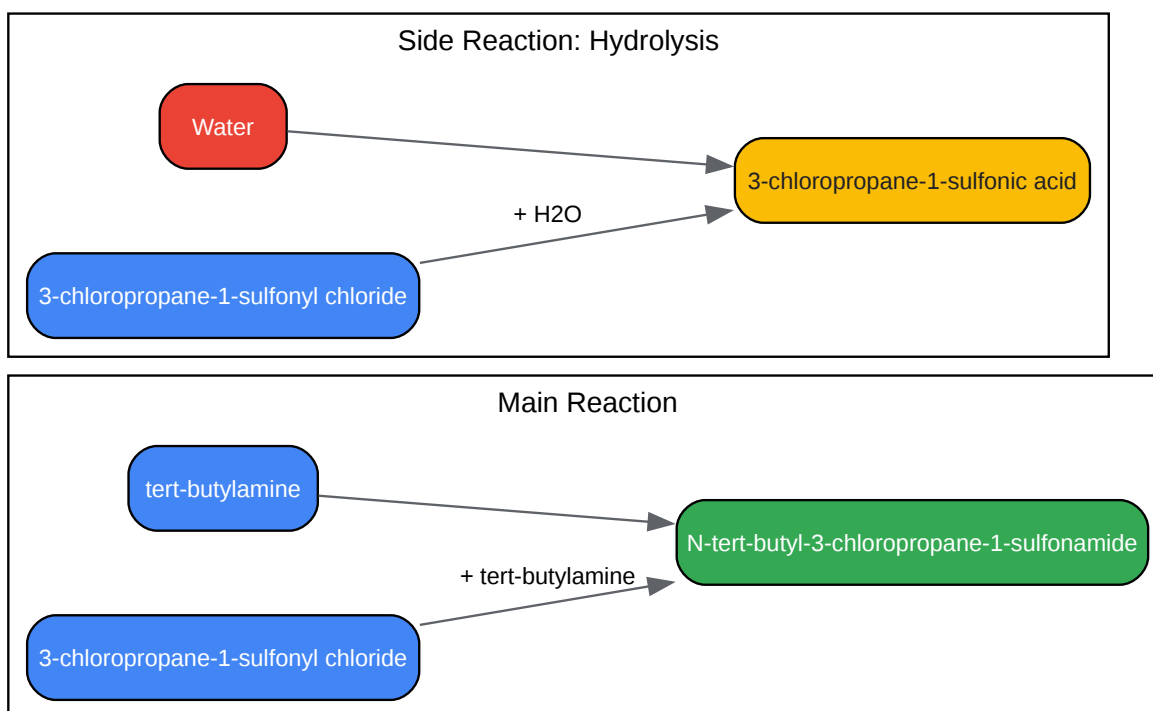 Side Reaction: Hydrolysis
Water
3-chloropropane-1-sulfonic acid
+ H2O
3-chloropropane-1-sulfonyl chloride
Main Reaction
tert-butylamine
N-tert-butyl-3-chloropropane-1-sulfonamide
+ tert-butylamine
3-chloropropane-1-sulfonyl chloride